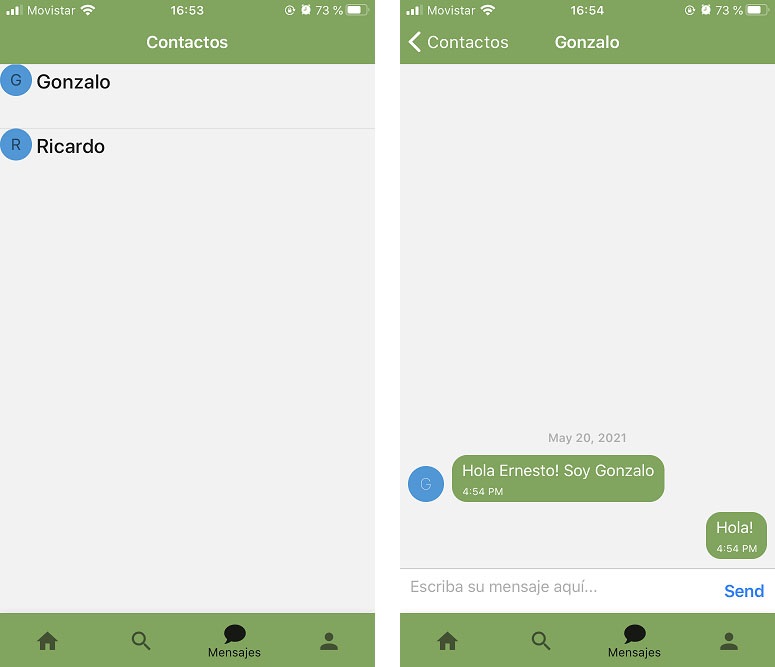 Movistar 16:53 73 %
Contactos
G Gonzalo
R Ricardo
Mensajes
Movistar 16:54 73 %
Contactos Gonzalo
May 20, 2021
G Hola Ernesto! Soy Gonzalo
4:54 PM
Hola!
4:54 PM
Escriba su mensaje aquí...
Send
Mensajes